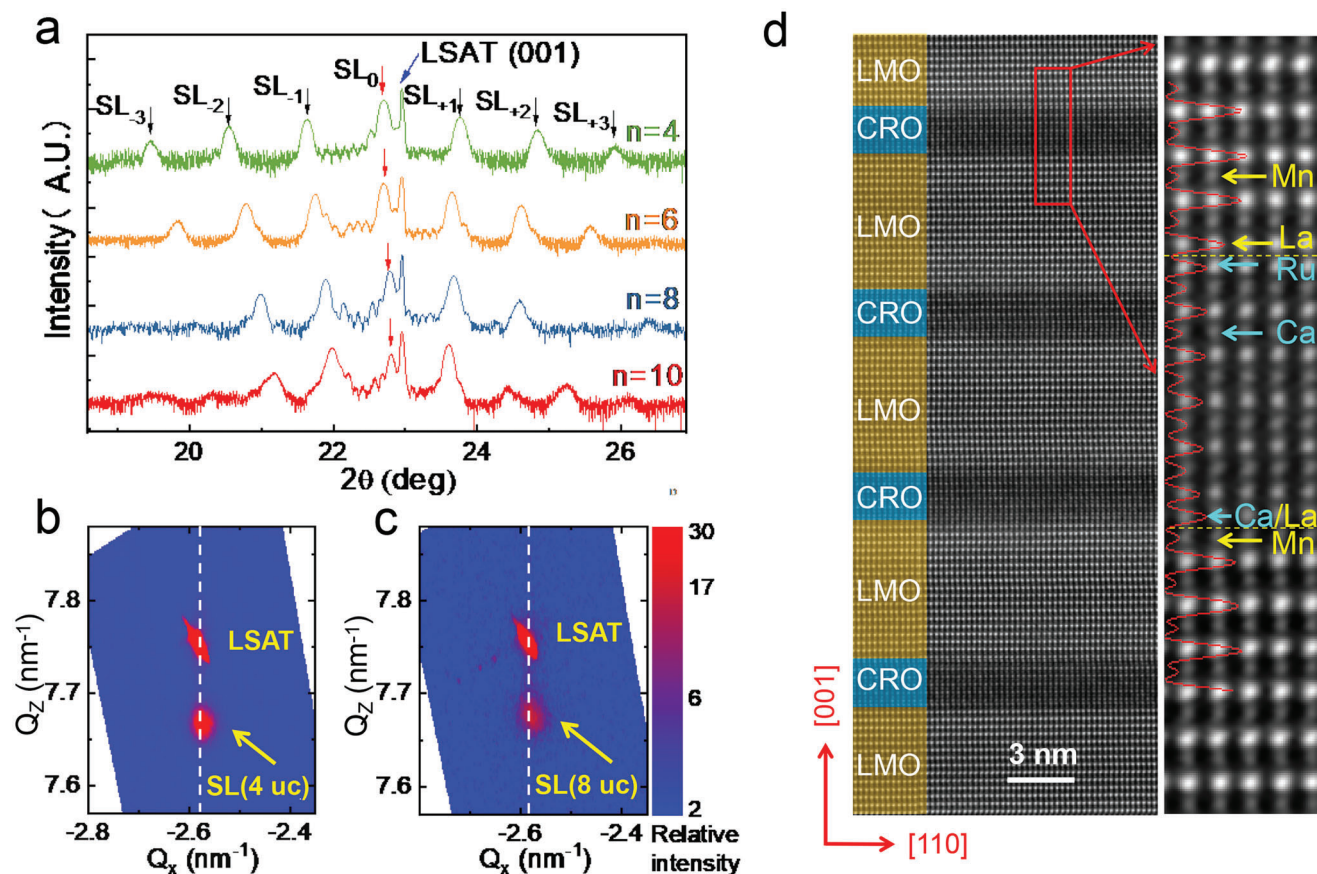 a
Intensity ( A.U.)
SL-3
SL-2
SL-1
SL0
LSAT (001)
SL+1
SL+2
SL+3
n=4
n=6
n=8
n=10
20
22
24
26
2θ (deg)
b
QZ (nm-1)
7.8
7.7
7.6
LSAT
SL(4 uc)
-2.8
-2.6
-2.4
Qx (nm-1)
c
QZ (nm-1)
7.8
7.7
7.6
LSAT
SL(8 uc)
-2.6
-2.4
Qx (nm-1)
30
17
6
2
Relative
intensity
d
LMO
CRO
LMO
CRO
LMO
CRO
LMO
CRO
LMO
[001]
[110]
3 nm
Mn
La
Ru
Ca
Ca/La
Mn